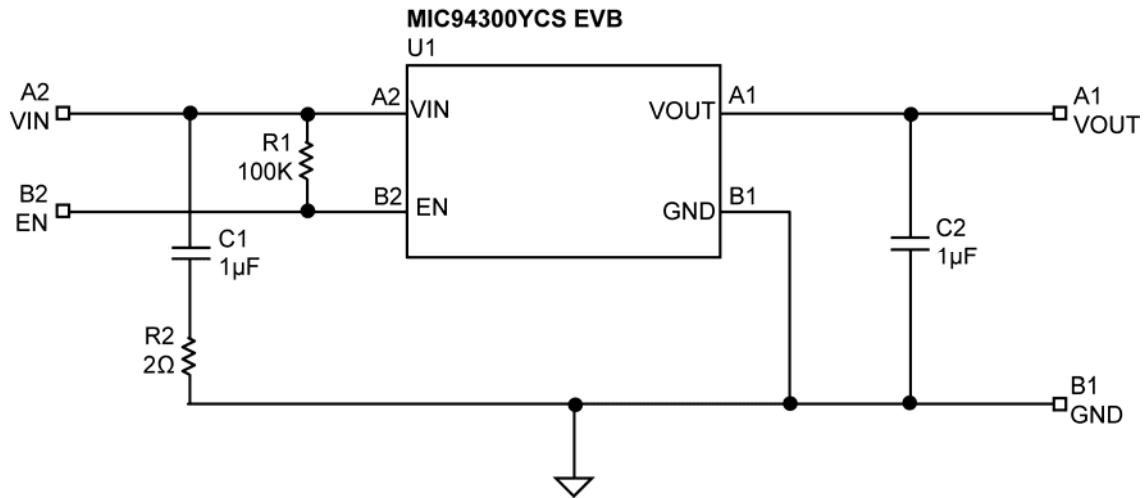 MIC94300YCS EVB
U1
A2
VIN
A2
VIN
VOUT
A1
A1
VOUT
R1
100K
B2
EN
B2
EN
GND
B1
C1
1µF
C2
1µF
R2
2Ω
B1
GND